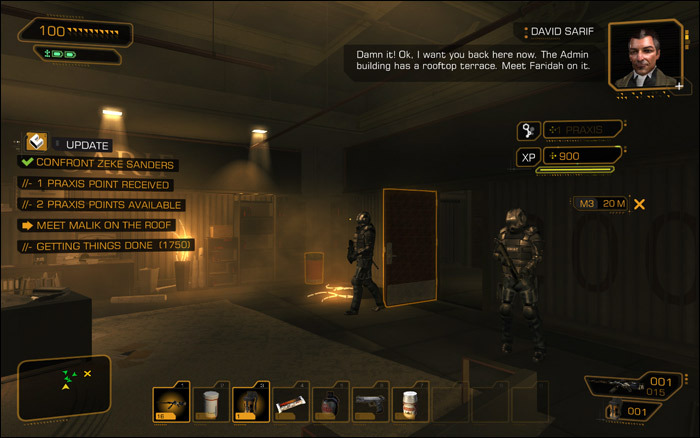 100
DAVID SARIF
Damn it! Ok, I want you back here now. The Admin
building has a rooftop terrace. Meet Faridah on it.
+1 PRAXIS
XP +900
UPDATE
CONFRONT ZEKE SANDERS
//- 1 PRAXIS POINT RECEIVED
//- 2 PRAXIS POINTS AVAILABLE
MEET MALIK ON THE ROOF
//- GETTING THINGS DONE (1750)
M3 20 M
16
001
015
001